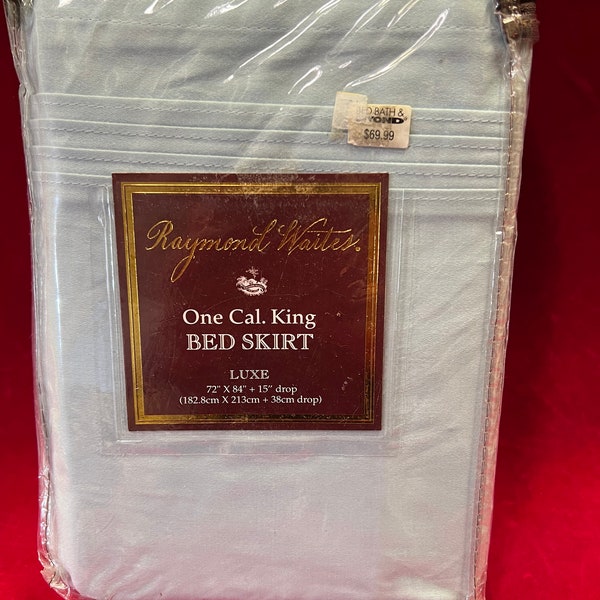 BED BATH &
BEYOND
$69.99
Raymond Waites®
One Cal. King
BED SKIRT
LUXE
72" X 84" + 15" drop
(182.8cm X 213cm + 38cm drop)